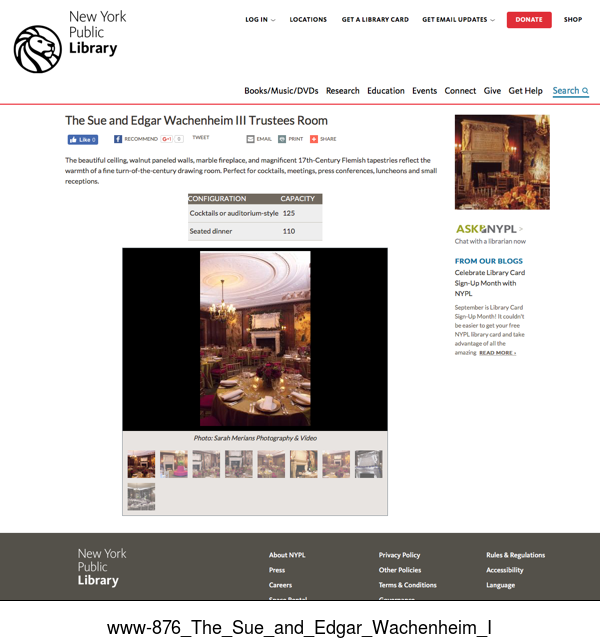 New York
Public
Library
LOG IN
LOCATIONS
GET A LIBRARY CARD
GET EMAIL UPDATES
DONATE
SHOP
Books/Music/DVDs Research Education Events Connect Give Get Help Search
The Sue and Edgar Wachenheim III Trustees Room
Like 0 RECOMMEND G+1 0 TWEET EMAIL PRINT SHARE
The beautiful ceiling, walnut paneled walls, marble fireplace, and magnificent 17th-Century Flemish tapestries reflect the
warmth of a fine turn-of-the-century drawing room. Perfect for cocktails, meetings, press conferences, luncheons and small
receptions.
CONFIGURATION CAPACITY
Cocktails or auditorium-style 125
Seated dinner 110
Photo: Sarah Merians Photography & Video
ASK NYPL >
Chat with a librarian now
FROM OUR BLOGS
Celebrate Library Card
Sign-Up Month with
NYPL
September is Library Card
Sign-Up Month! It couldn't
be easier to get your free
NYPL library card and take
advantage of all the
amazing READ MORE ›
New York
Public
Library
About NYPL
Press
Careers
Space Rental
Privacy Policy
Other Policies
Terms & Conditions
Governance
Rules & Regulations
Accessibility
Language
www-876_The_Sue_and_Edgar_Wachenheim_I